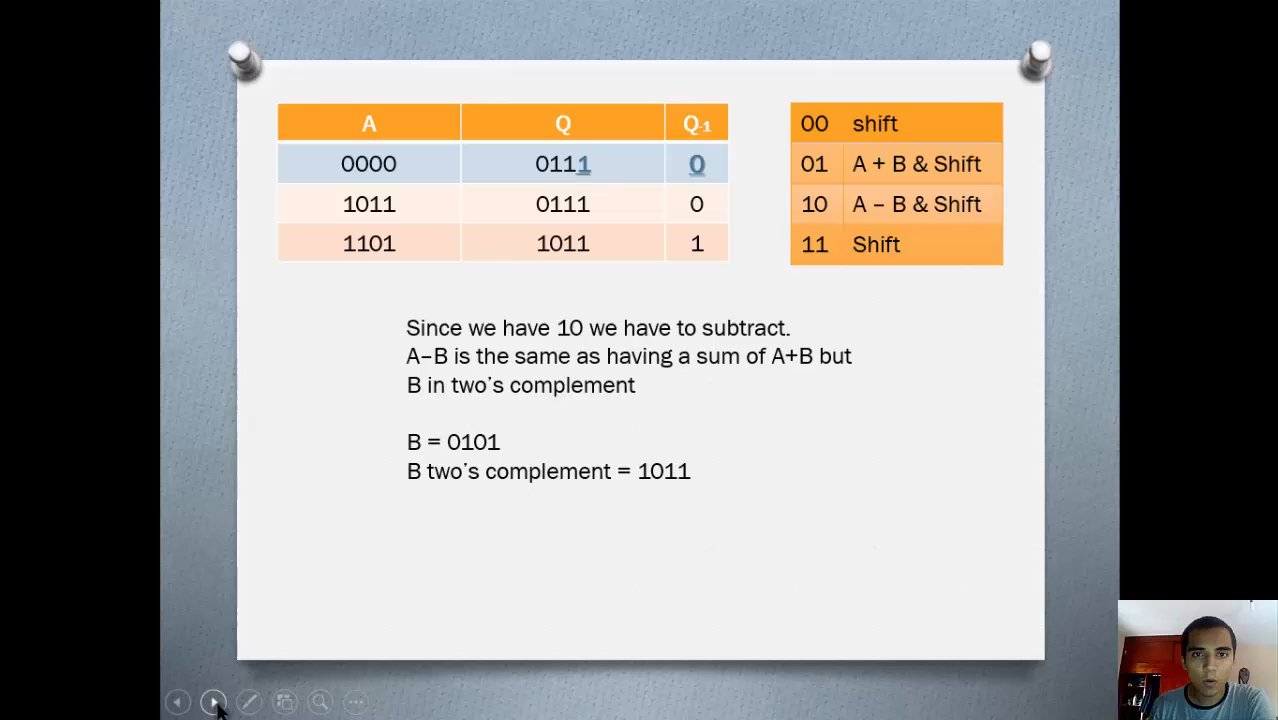 A Q Q-1
0000 0111 0
1011 0111 0
1101 1011 1
00 shift
01 A + B & Shift
10 A – B & Shift
11 Shift
Since we have 10 we have to subtract.
A–B is the same as having a sum of A+B but
B in two's complement
B = 0101
B two's complement = 1011